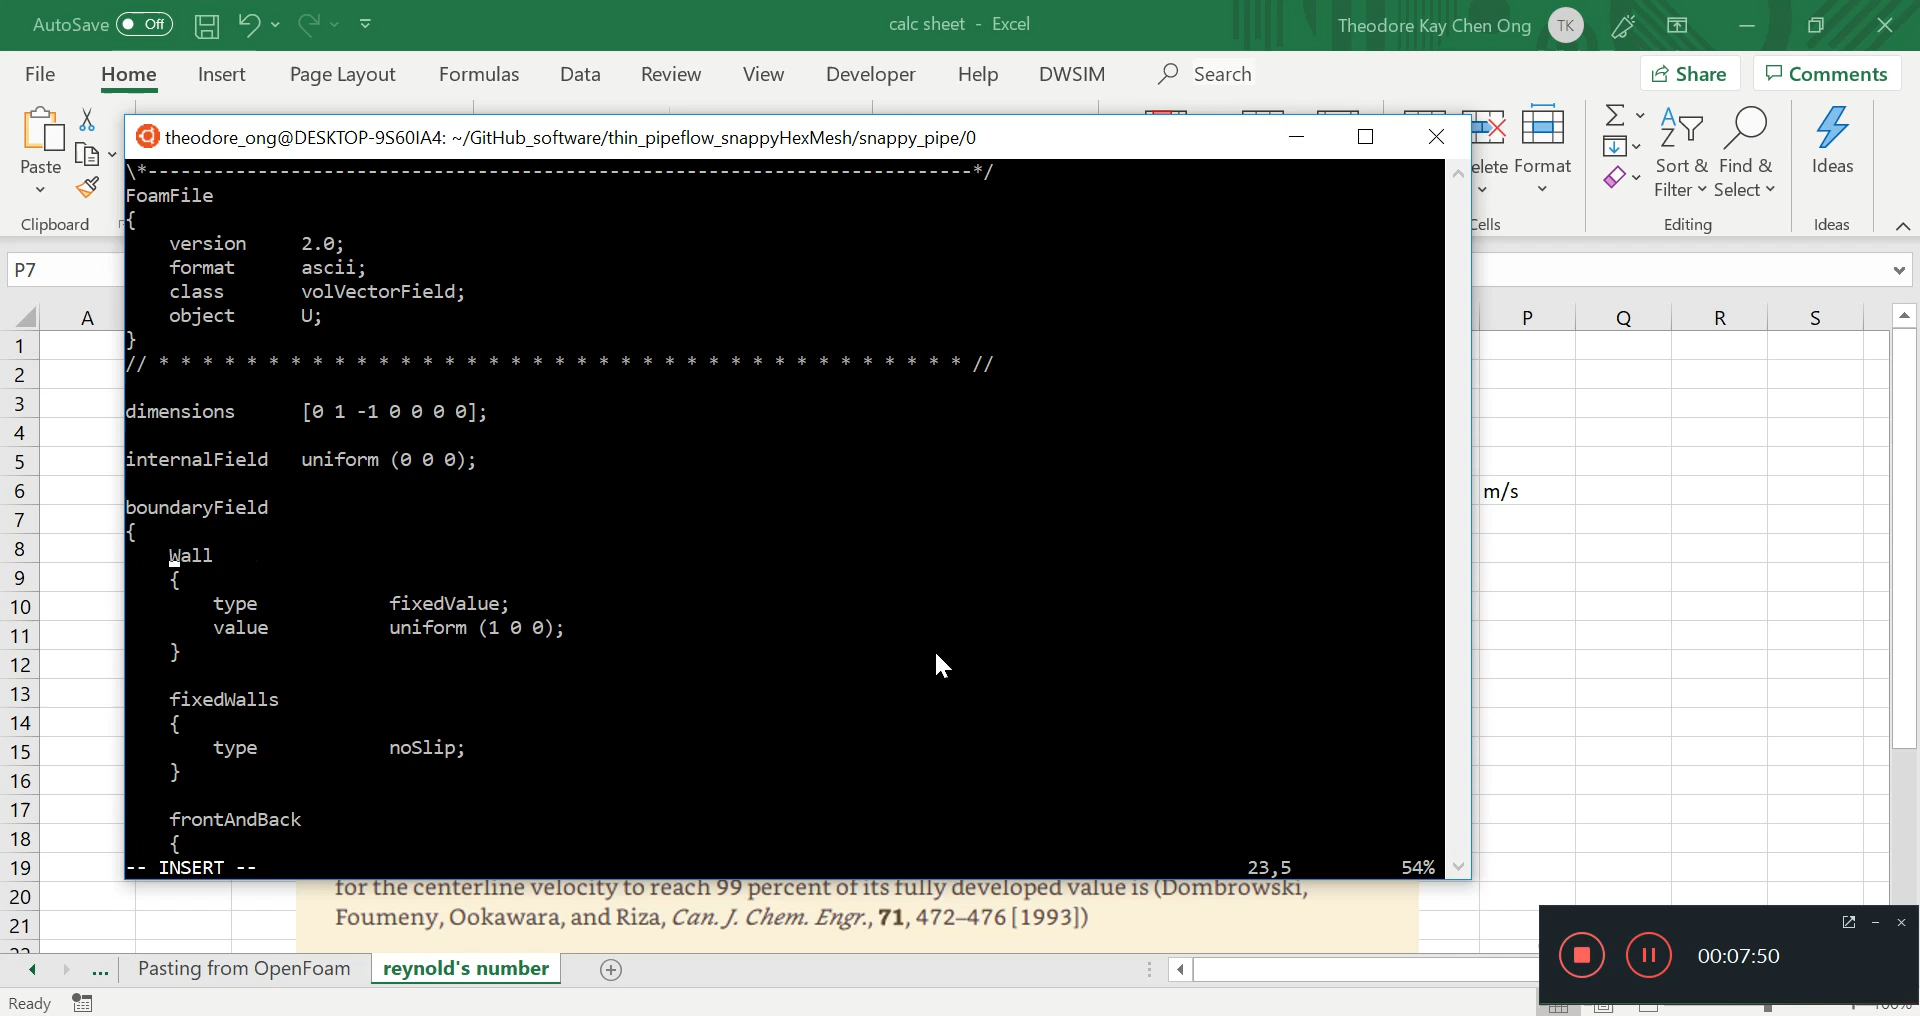 AutoSave Off
calc sheet - Excel
Theodore Kay Chen Ong TK
File Home Insert Page Layout Formulas Data Review View Developer Help DWSIM Search
Share Comments
Paste
Clipboard
theodore_ong@DESKTOP-9S60IA4: ~/GitHub_software/thin_pipeflow_snappyHexMesh/snappy_pipe/0
elete Format
Cells
Sort & Filter
Find & Select
Editing
Ideas
Ideas
P7
A
P Q R S
1
2
3
4
5
6
7
8
9
10
11
12
13
14
15
16
17
18
19
20
21
m/s
\*---------------------------------------------------------------------------*/
FoamFile
{
version 2.0;
format ascii;
class volVectorField;
object U;
}
// * * * * * * * * * * * * * * * * * * * * * * * * * * * * * * * * * * * * * //
dimensions [0 1 -1 0 0 0 0];
internalField uniform (0 0 0);
boundaryField
{
Wall
{
type fixedValue;
value uniform (1 0 0);
}
fixedWalls
{
type noSlip;
}
frontAndBack
{
-- INSERT -- 23,5 54%
for the centerline velocity to reach 99 percent of its fully developed value is (Dombrowski,
Foumeny, Ookawara, and Riza, Can. J. Chem. Engr., 71, 472–476 [1993])
... Pasting from OpenFoam reynold's number
00:07:50
Ready